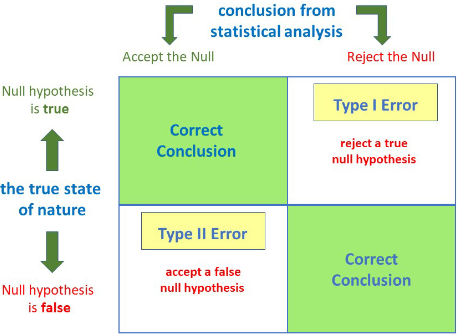 conclusion from
statistical analysis
Accept the Null
Reject the Null
Null hypothesis
is true
Correct
Conclusion
Type I Error
reject a true
null hypothesis
the true state
of nature
Type II Error
accept a false
null hypothesis
Correct
Conclusion
Null hypothesis
is false